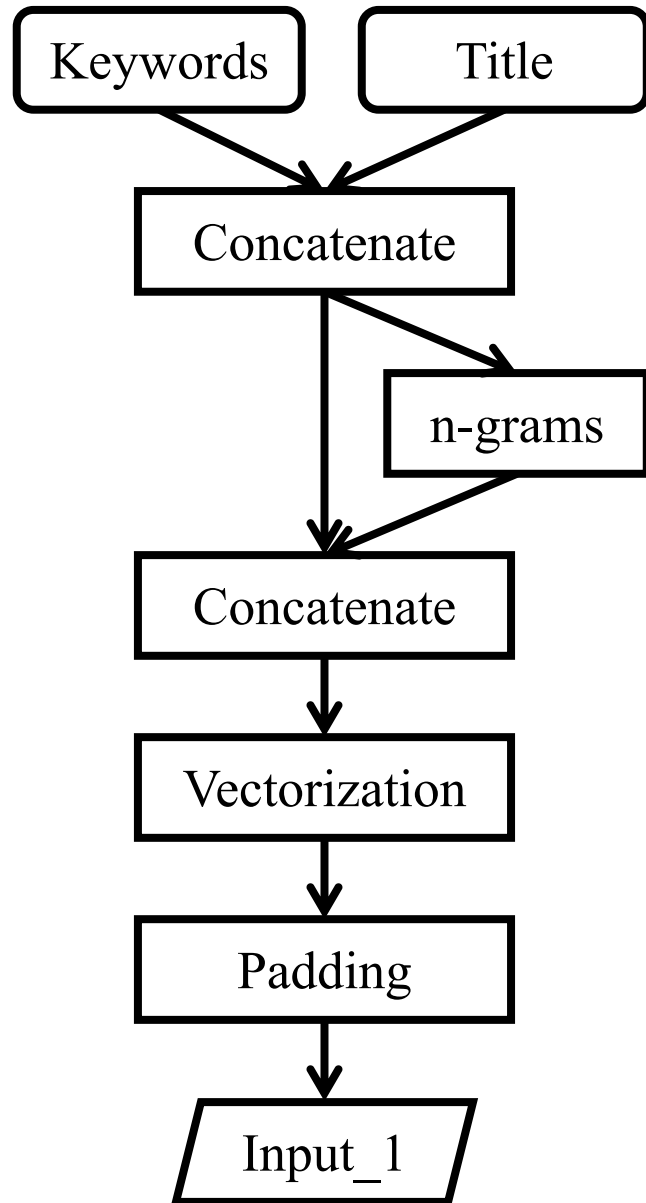 Keywords
Title
Concatenate
n-grams
Concatenate
Vectorization
Padding
Input_1